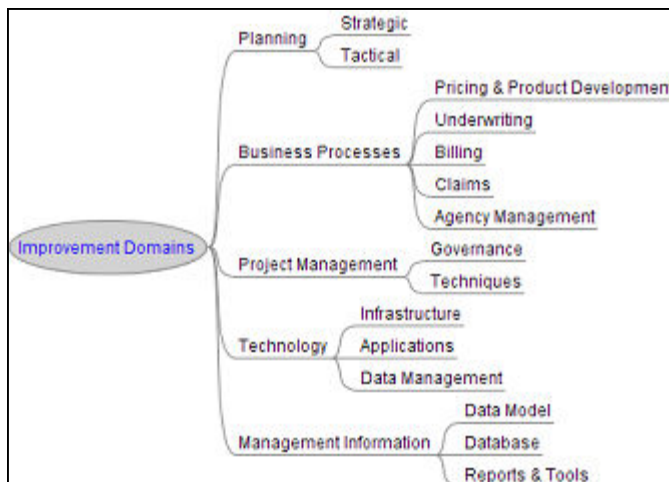 Improvement Domains
Planning
Strategic
Tactical
Business Processes
Pricing & Product Development
Underwriting
Billing
Claims
Agency Management
Project Management
Governance
Techniques
Technology
Infrastructure
Applications
Data Management
Management Information
Data Model
Database
Reports & Tools